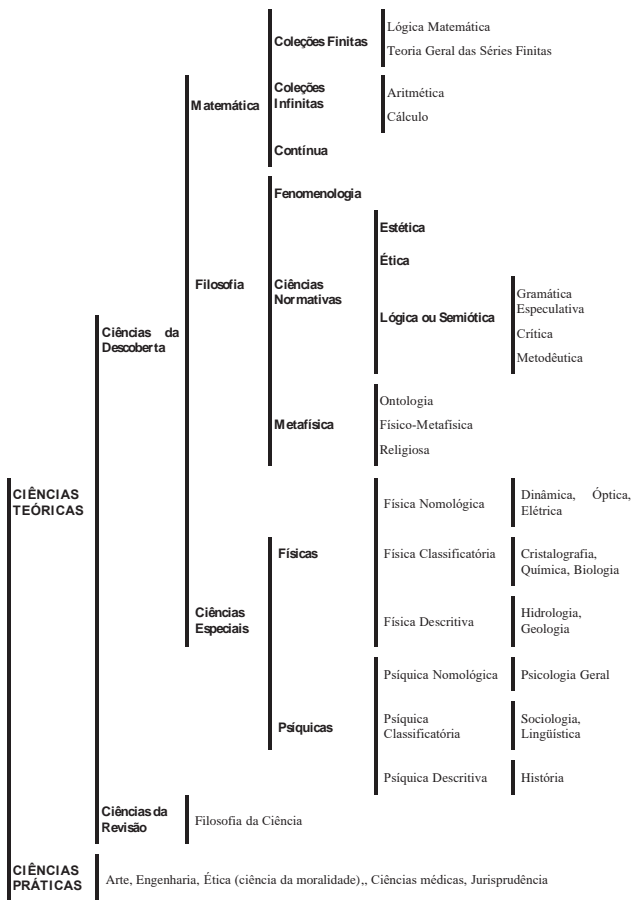 Coleções Finitas
Lógica Matemática
Teoria Geral das Séries Finitas
Matemática
Coleções
Infinitas
Aritmética
Cálculo
Contínua
Fenomenologia
Estética
Ética
Filosofia
Ciências
Normativas
Lógica ou Semiótica
Gramática
Especulativa
Crítica
Metodêutica
Ciências da
Descoberta
Metafísica
Ontologia
Físico-Metafísica
Religiosa
CIÊNCIAS
TEÓRICAS
Física Nomológica
Dinâmica, Óptica,
Elétrica
Físicas
Física Classificatória
Cristalografia,
Química, Biologia
Ciências
Especiais
Física Descritiva
Hidrologia,
Geologia
Psíquica Nomológica
Psicologia Geral
Psíquicas
Psíquica
Classificatória
Sociologia,
Lingüística
Psíquica Descritiva
História
Ciências da
Revisão
Filosofia da Ciência
CIÊNCIAS
PRÁTICAS
Arte, Engenharia, Ética (ciência da moralidade),, Ciências médicas, Jurisprudência